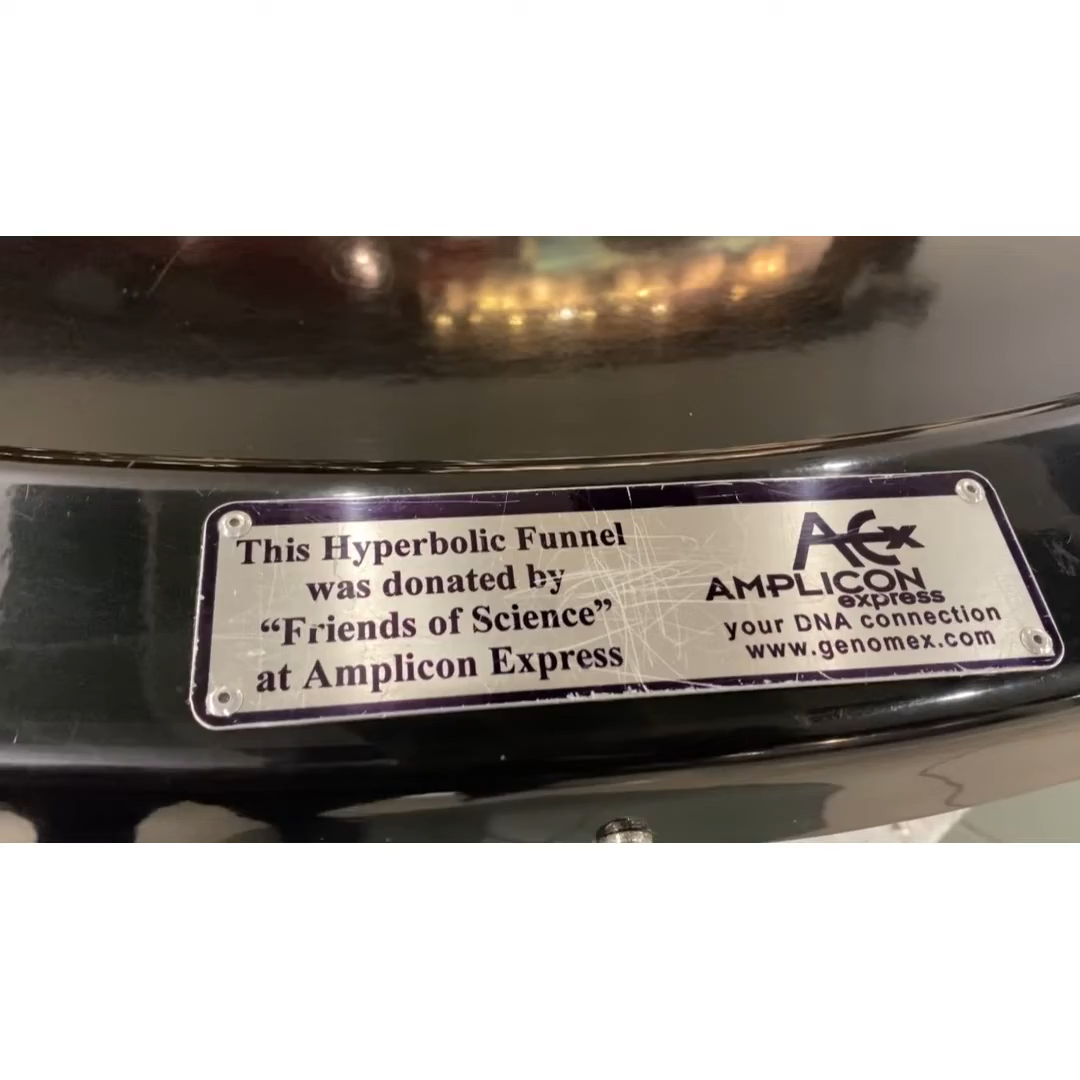 This Hyperbolic Funnel
was donated by
“Friends of Science”
at Amplicon Express
AEx
AMPLICON
express
your DNA connection
www.genomex.com